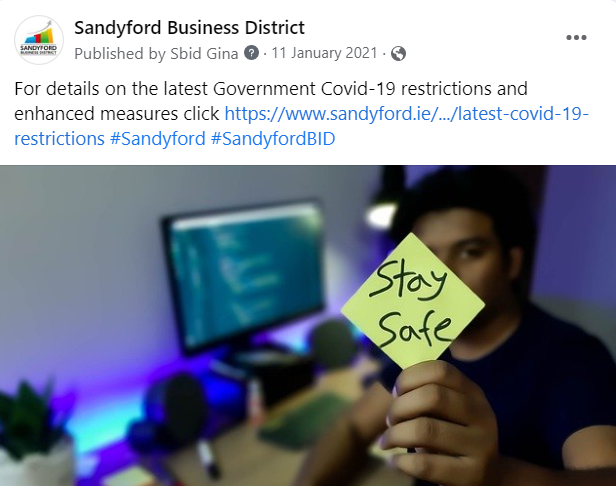 SANDYFORD
BUSINESS DISTRICT
Sandyford Business District
Published by Sbid Gina · 11 January 2021 ·
For details on the latest Government Covid-19 restrictions and
enhanced measures click https://www.sandyford.ie/.../latest-covid-19-
restrictions #Sandyford #SandyfordBID
Stay
Safe